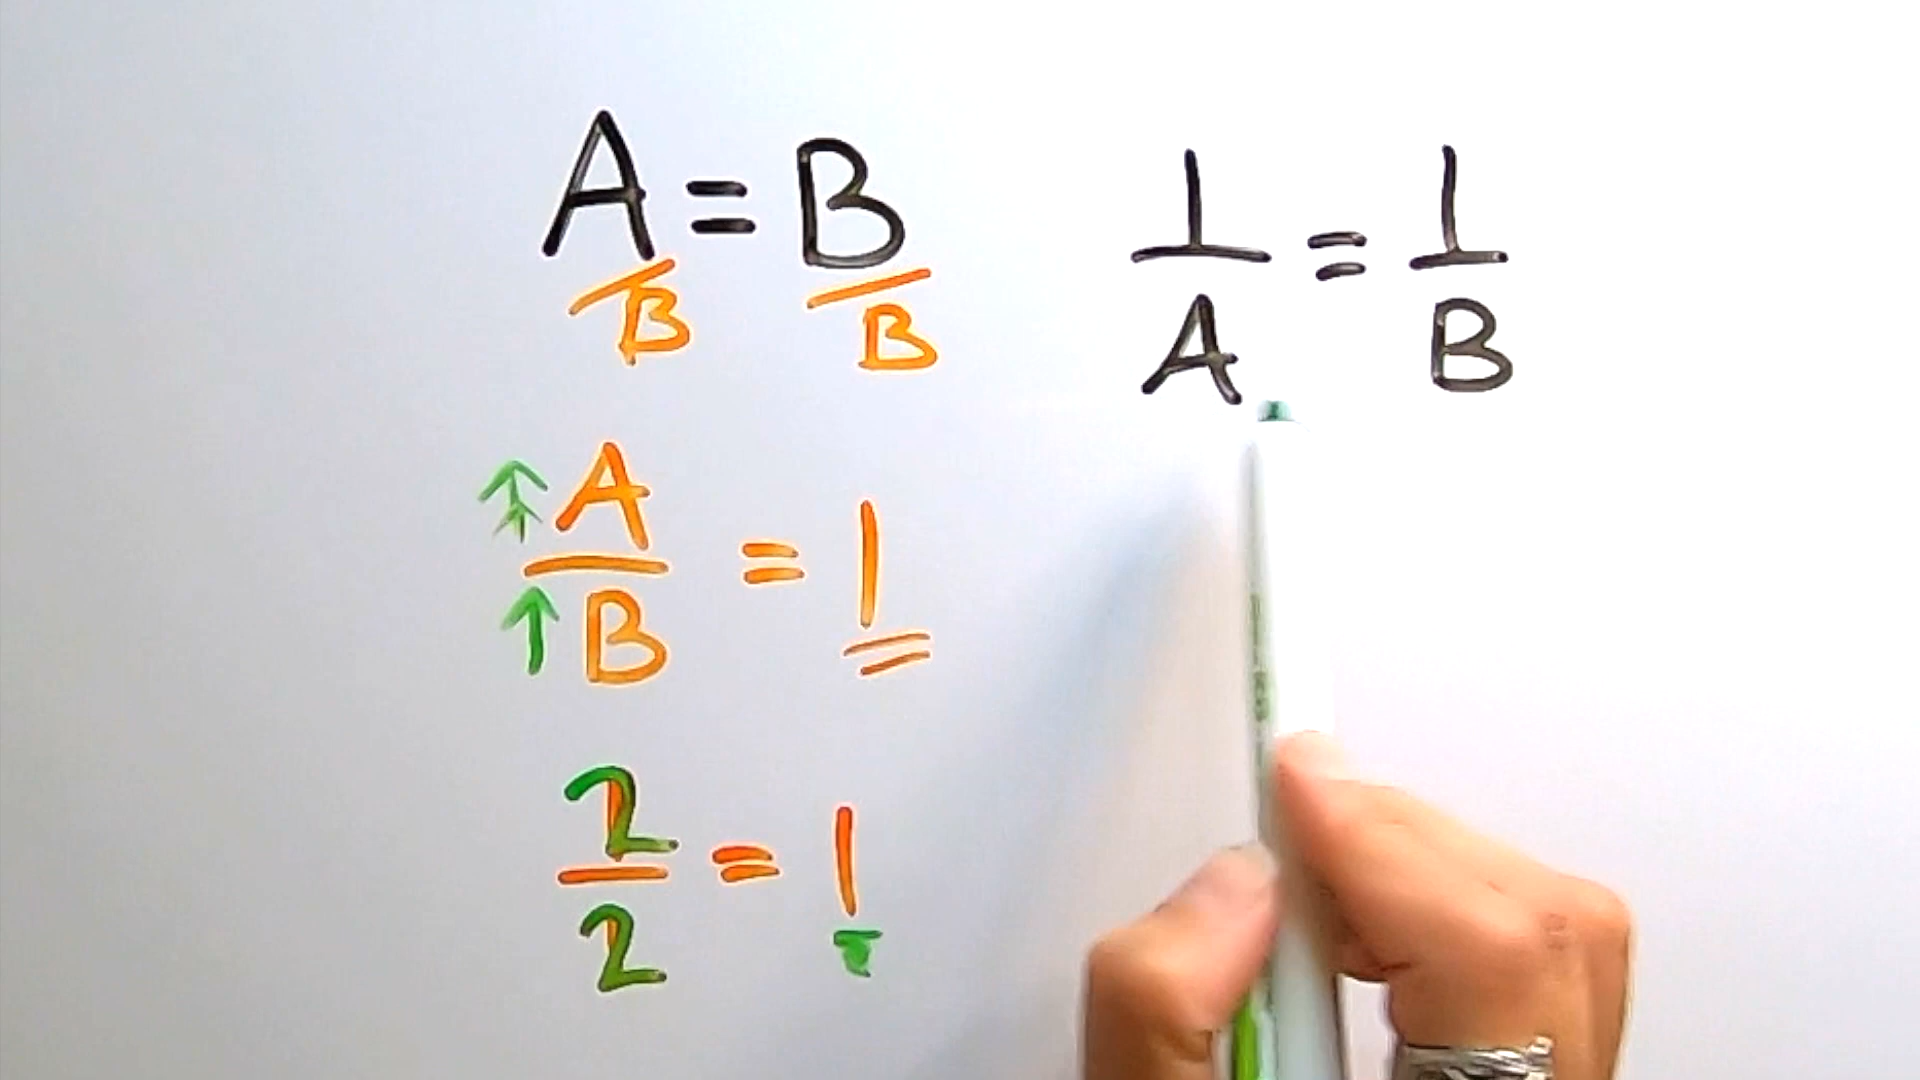 A = B
/B /B
A/B = 1
2/2 = 1
1/A = 1/B